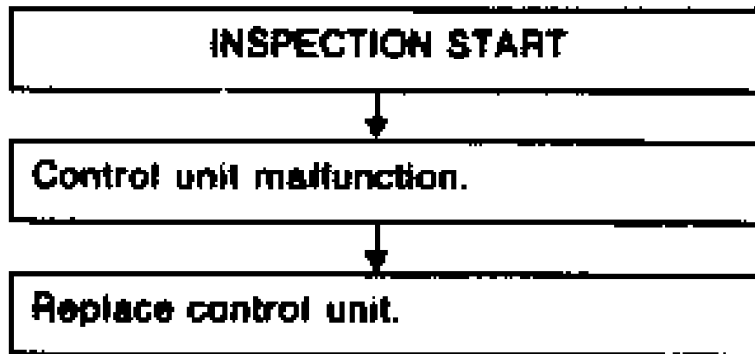 INSPECTION START
Control unit malfunction.
Replace control unit.